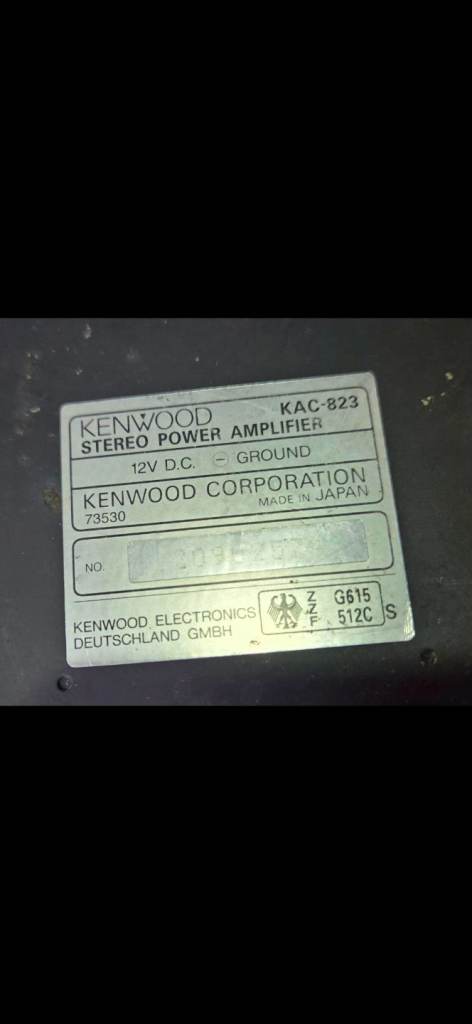 KENWOOD KAC-823
STEREO POWER AMPLIFIER
12V D.C. ⊖ GROUND
KENWOOD CORPORATION
73530 MADE IN JAPAN
NO.
KENWOOD ELECTRONICS
DEUTSCHLAND GMBH
Z Z F
G615
512C S